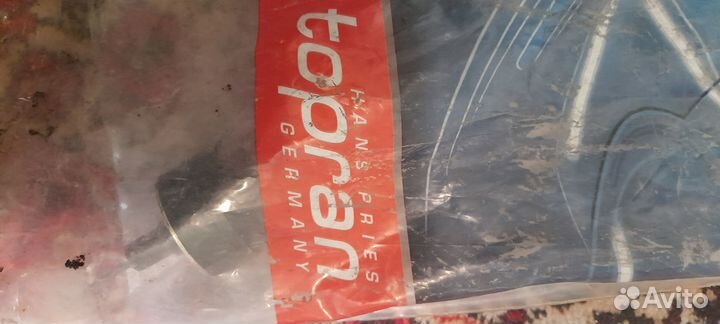 HANS PRIES
topran
GERMANY
Avito